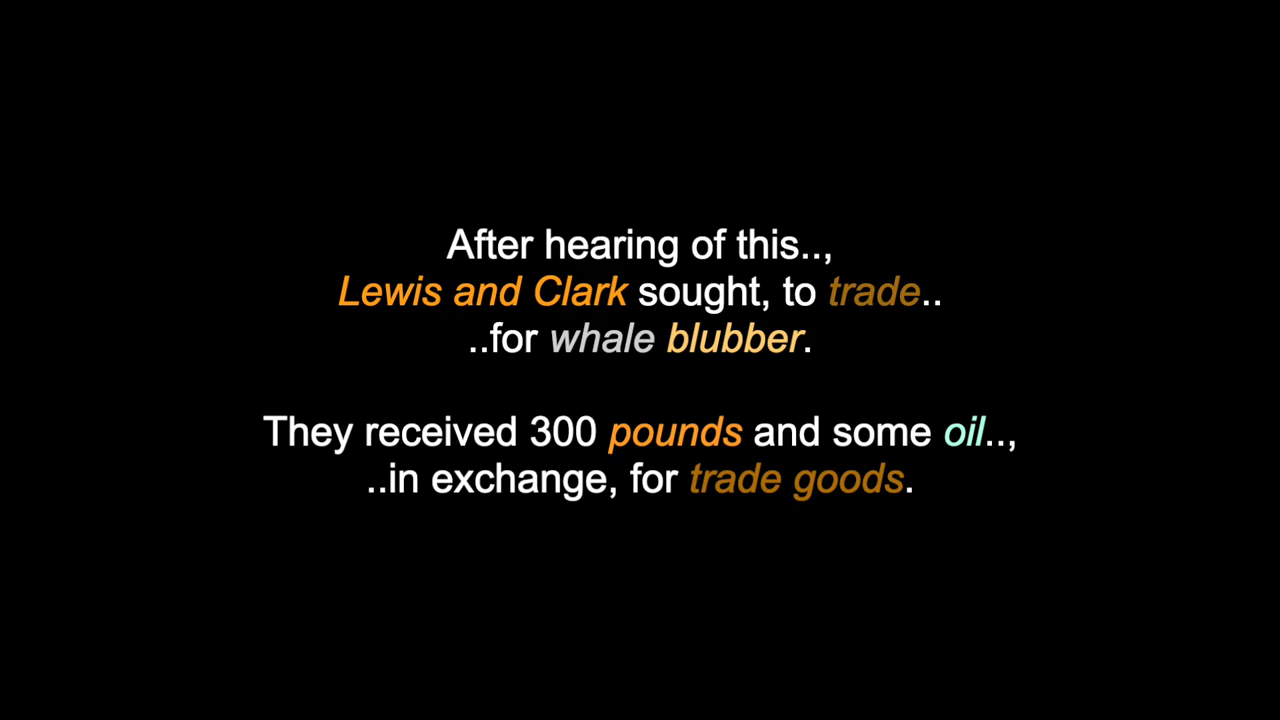 After hearing of this..,
Lewis and Clark sought, to trade..
..for whale blubber.
They received 300 pounds and some oil..,
..in exchange, for trade goods.